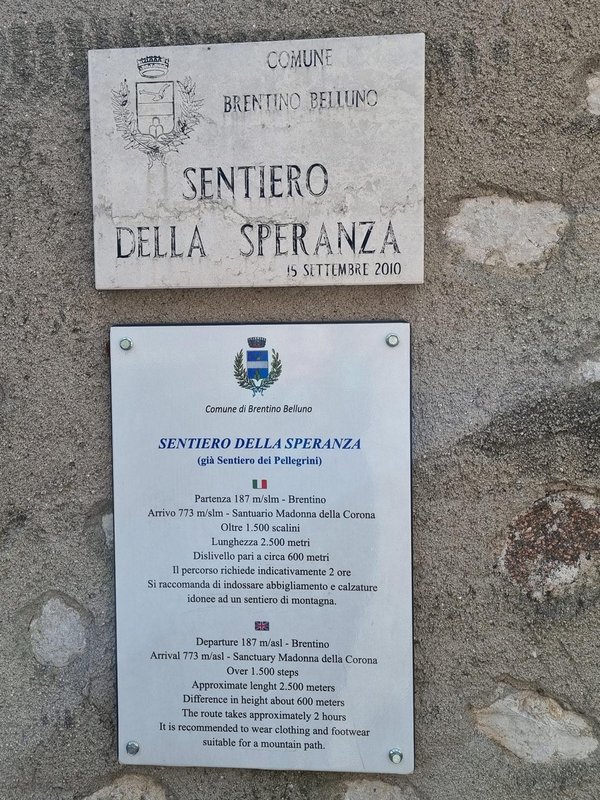 COMUNE
BRENTINO BELLUNO
SENTIERO
DELLA SPERANZA
15 SETTEMBRE 2010
Comune di Brentino Belluno
SENTIERO DELLA SPERANZA
(già Sentiero dei Pellegrini)
Partenza 187 m/slm - Brentino
Arrivo 773 m/slm - Santuario Madonna della Corona
Oltre 1.500 scalini
Lunghezza 2.500 metri
Dislivello pari a circa 600 metri
Il percorso richiede indicativamente 2 ore
Si raccomanda di indossare abbigliamento e calzature
idonee ad un sentiero di montagna.
Departure 187 m/asl - Brentino
Arrival 773 m/asl - Sanctuary Madonna della Corona
Over 1.500 steps
Approximate lenght 2.500 meters
Difference in height about 600 meters
The route takes approximately 2 hours
It is recommended to wear clothing and footwear
suitable for a mountain path.